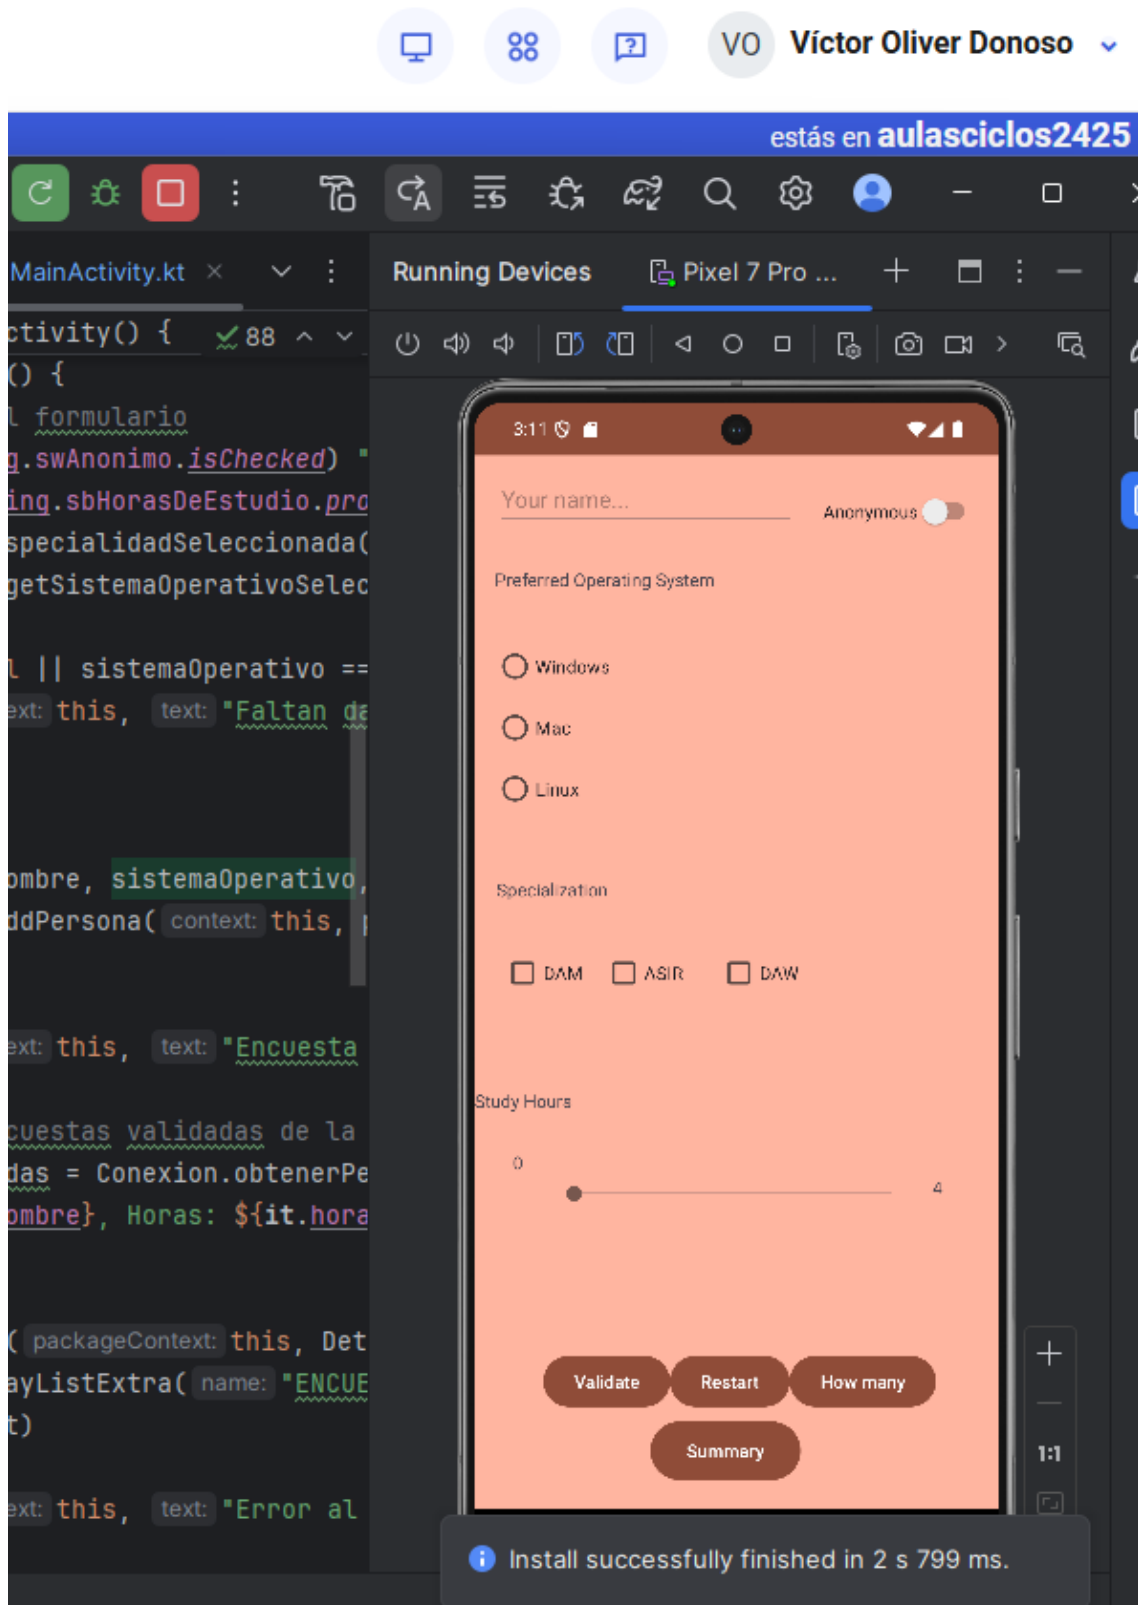 VO Víctor Oliver Donoso
estás en aulasciclos2425
MainActivity.kt
Running Devices
Pixel 7 Pro ...
ctivity() {
88
() {
l formulario
g.swAnonimo.isChecked) "
ing.sbHorasDeEstudio.pro
specialidadSeleccionada(
getSistemaOperativoSelec
l || sistemaOperativo ==
ext: this, text: "Faltan da
ombre, sistemaOperativo,
ddPersona( context: this, p
ext: this, text: "Encuesta
cuestas validadas de la
das = Conexion.obtenerPe
ombre}, Horas: ${it.hora
( packageContext: this, Det
ayListExtra( name: "ENCUE
t)
ext: this, text: "Error al
3:11
Your name...
Anonymous
Preferred Operating System
Windows
Mac
Linux
Specialization
DAM ASIR DAW
Study Hours
0
4
Validate Restart How many
Summary
1:1
Install successfully finished in 2 s 799 ms.